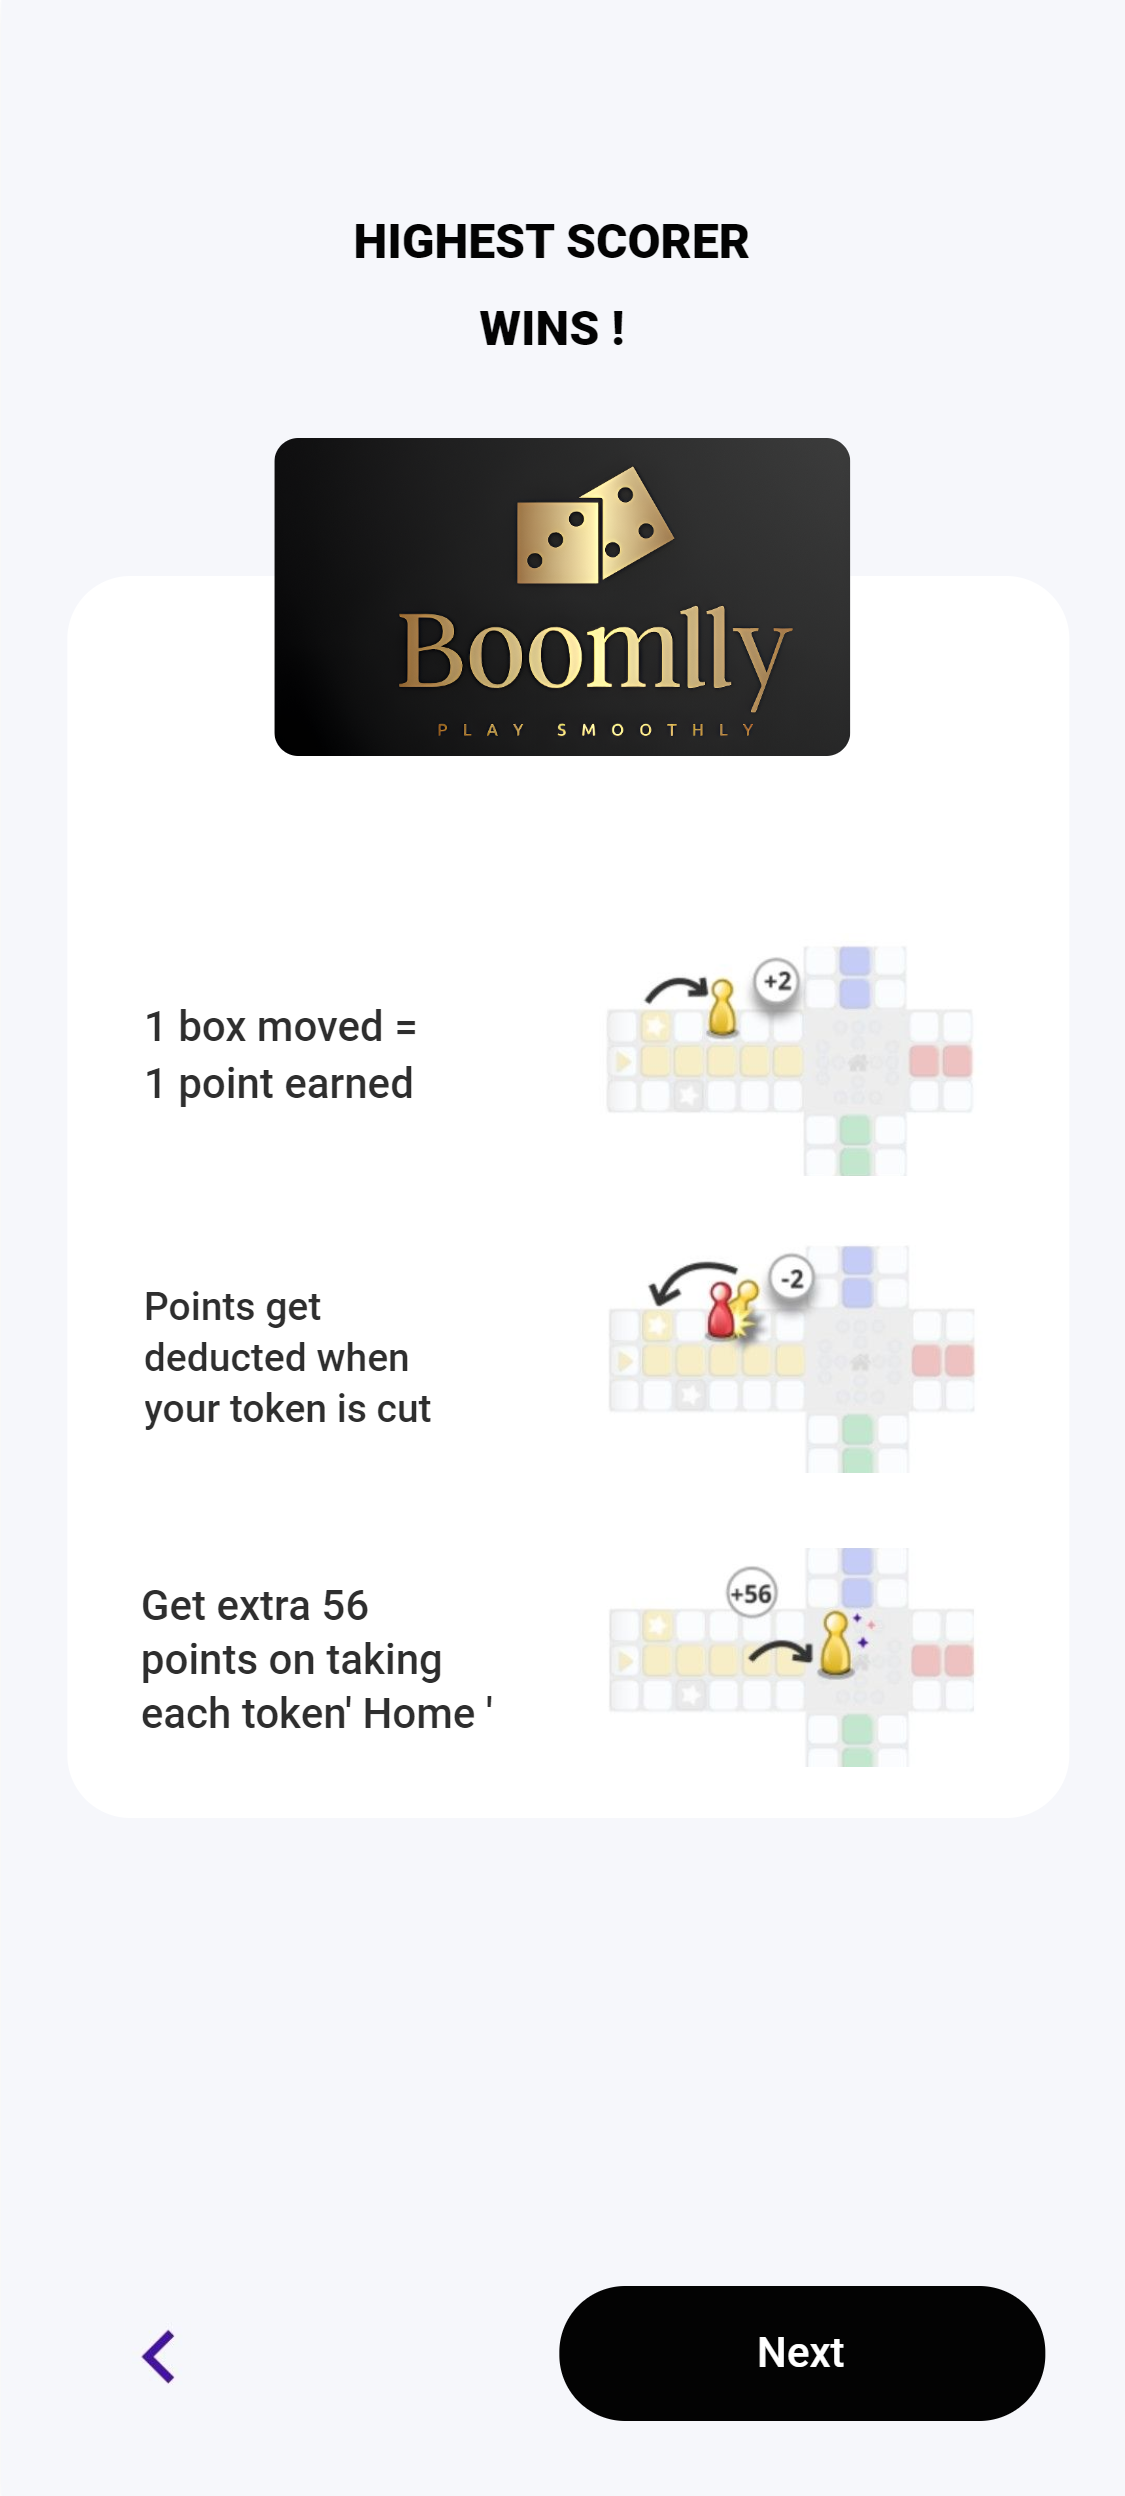 HIGHEST SCORER
WINS !
Boomlly
PLAY SMOOTHLY
1 box moved =
1 point earned
+2
Points get
deducted when
your token is cut
-2
Get extra 56
points on taking
each token' Home '
+56
Next